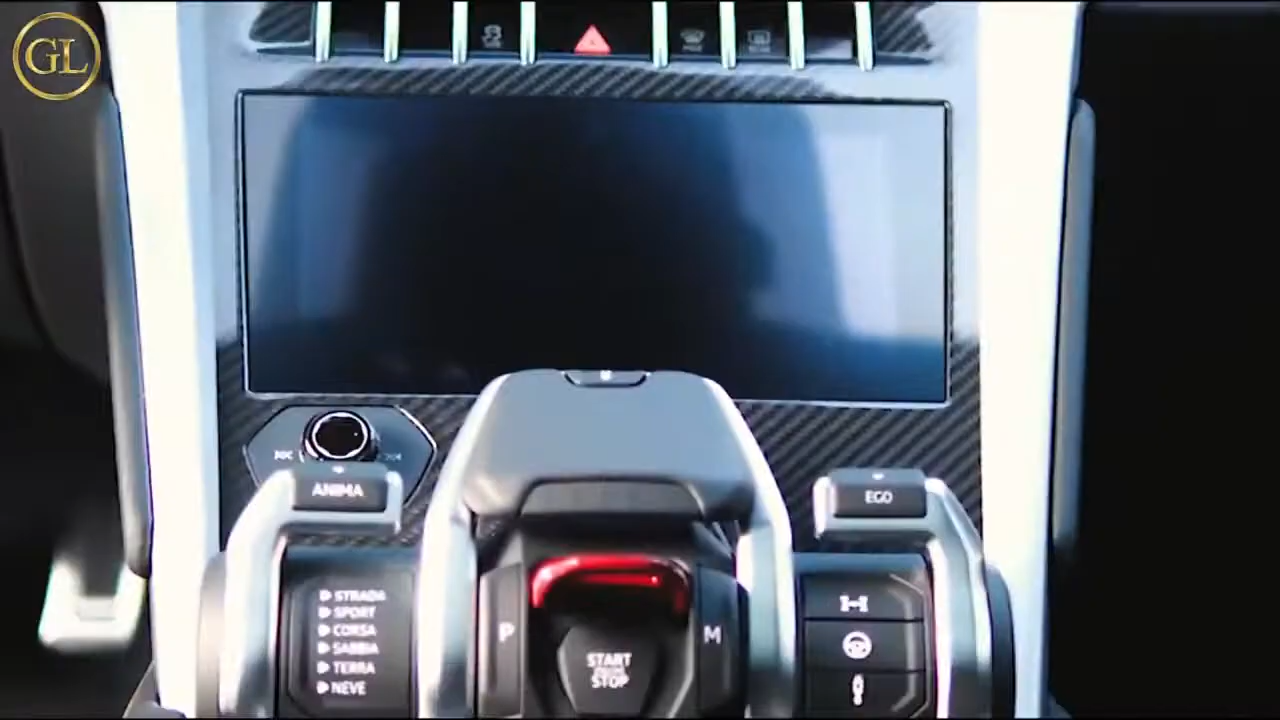 GL
ANIMA
EGO
STRADA
SPORT
CORSA
SABBIA
TERRA
NEVE
P
M
START
STOP